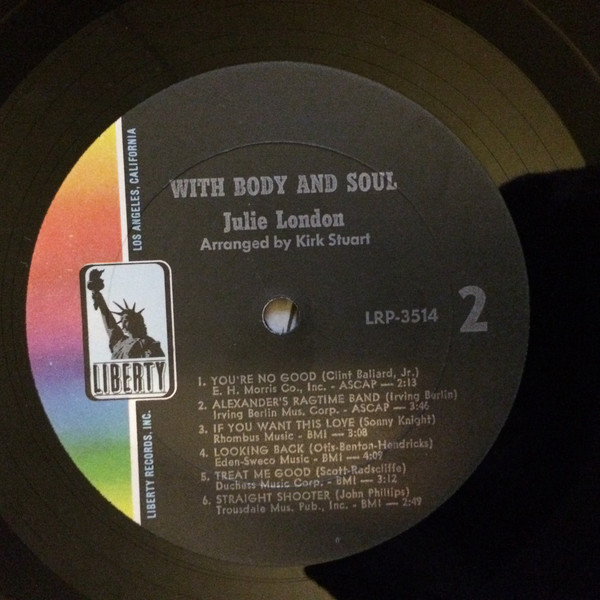 WITH BODY AND SOUL
Julie London
Arranged by Kirk Stuart
LRP-3514
2
LOS ANGELES, CALIFORNIA
LIBERTY
LIBERTY RECORDS, INC.
1. YOU'RE NO GOOD (Clint Ballard, Jr.)
E. H. Morris Co., Inc. - ASCAP — 2:13
2. ALEXANDER'S RAGTIME BAND (Irving Berlin)
Irving Berlin Mus. Corp. - ASCAP — 3:46
3. IF YOU WANT THIS LOVE (Sonny Knight)
Rhombus Music - BMI — 3:08
4. LOOKING BACK (Otis-Benton-Hendricks)
Eden-Sweco Music - BMI — 4:09
5. TREAT ME GOOD (Scott-Radscliffe)
Duchess Music Corp. - BMI — 3:12
6. STRAIGHT SHOOTER (John Phillips)
Trousdale Mus. Pub., Inc. - BMI — 2:49